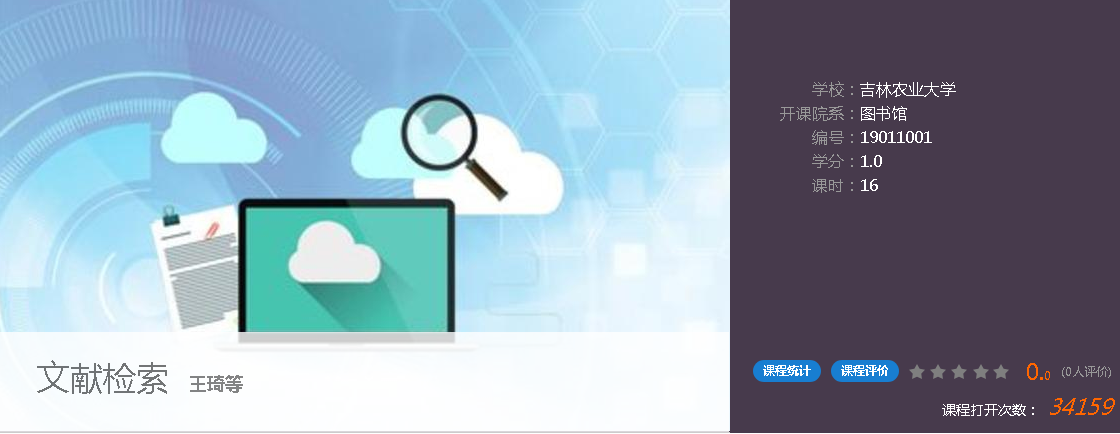 文献检索 王琦等
学校：吉林农业大学
开课院系：图书馆
编号：19011001
学分：1.0
课时：16
课程统计 课程评价 0.0 (0人评价)
课程打开次数： 34159